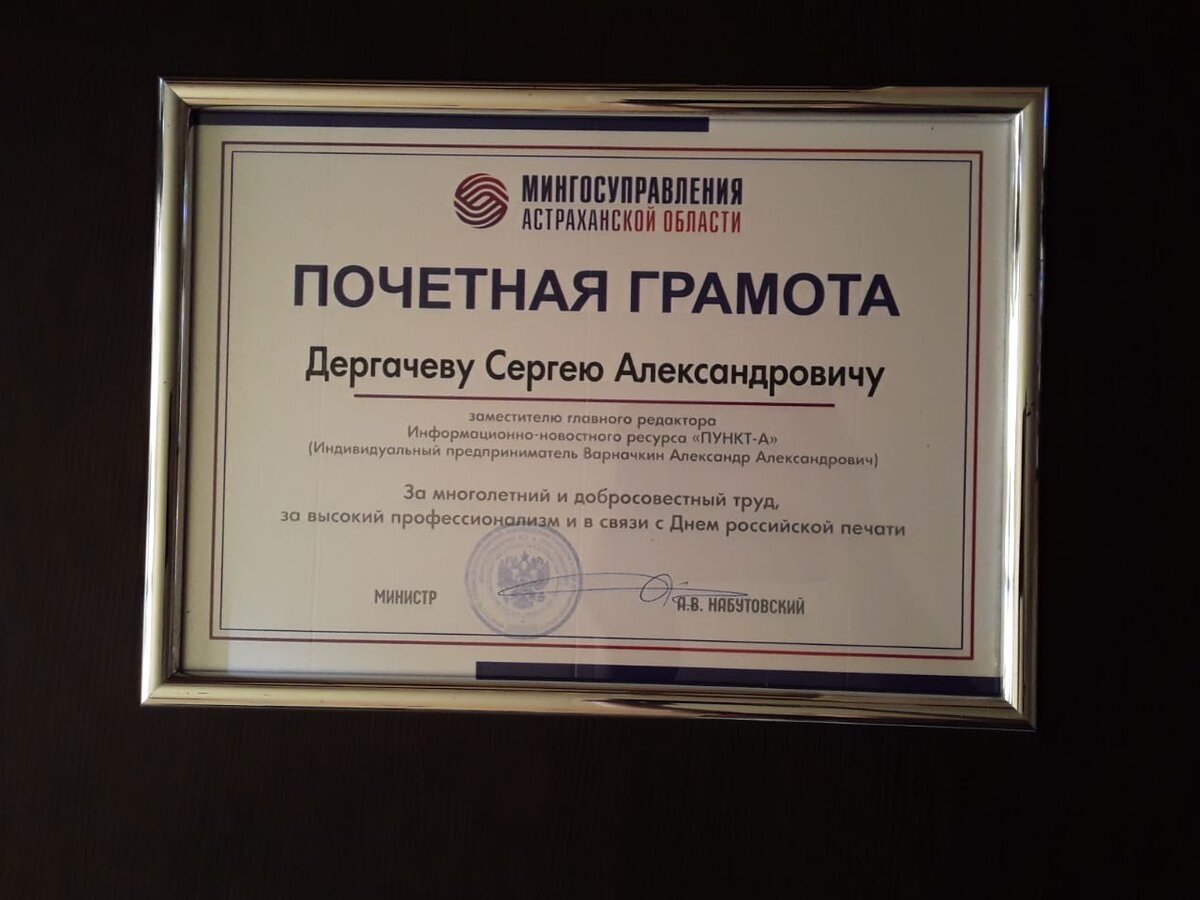 МИНГОСУПРАВЛЕНИЯ
АСТРАХАНСКОЙ ОБЛАСТИ
ПОЧЕТНАЯ ГРАМОТА
Дергачеву Сергею Александровичу
заместителю главного редактора
Информационно-новостного ресурса «ПУНКТ-А»
(Индивидуальный предприниматель Варначкин Александр Александрович)
За многолетний и добросовестный труд,
за высокий профессионализм и в связи с Днем российской печати
МИНИСТР А.В. НАБУТОВСКИЙ